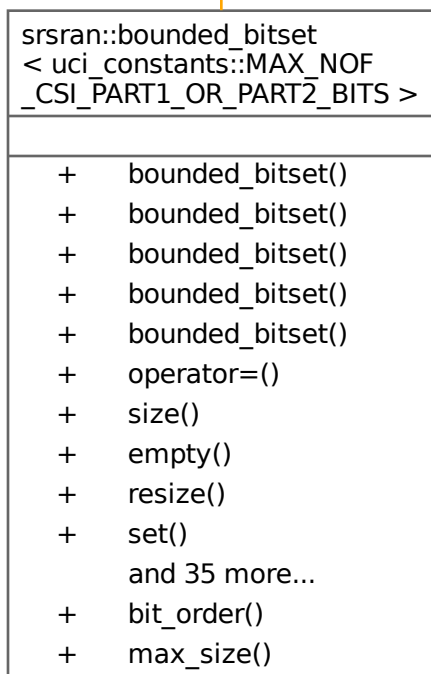 srsran::bounded_bitset
< uci_constants::MAX_NOF
_CSI_PART1_OR_PART2_BITS >
+ bounded_bitset()
+ bounded_bitset()
+ bounded_bitset()
+ bounded_bitset()
+ bounded_bitset()
+ operator=()
+ size()
+ empty()
+ resize()
+ set()
and 35 more...
+ bit_order()
+ max_size()